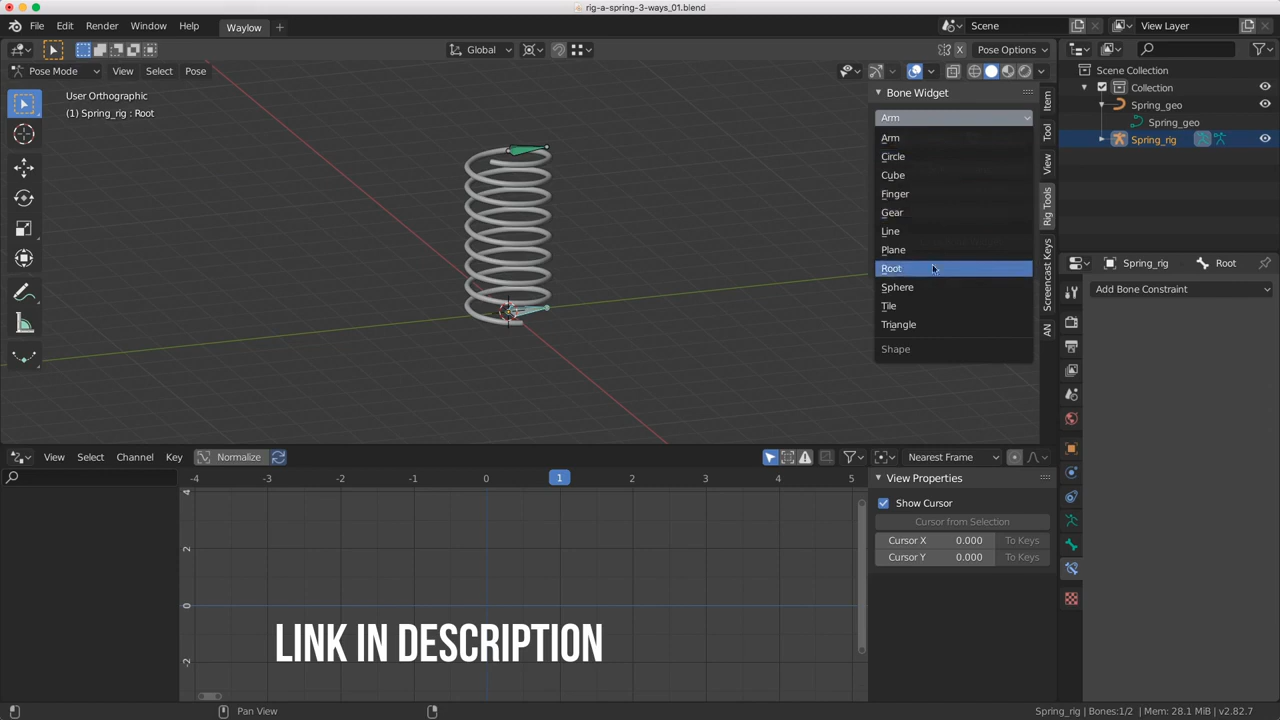 rig-a-spring-3-ways_01.blend
File Edit Render Window Help Waylow + Scene View Layer
Global Pose Options
Pose Mode View Select Pose
User Orthographic
(1) Spring_rig : Root
Bone Widget
Arm
Arm
Circle
Cube
Finger
Gear
Line
Plane
Root
Sphere
Tile
Triangle
Shape
Item
Tool
View
Rig Tools
Screencast Keys
AN
Scene Collection
Collection
Spring_geo
Spring_geo
Spring_rig
Spring_rig Root
Add Bone Constraint
View Select Channel Key Normalize Nearest Frame
-4 -3 -2 -1 0 1 2 3 4 5
4
2
0
-2
View Properties
Show Cursor
Cursor from Selection
Cursor X 0.000 To Keys
Cursor Y 0.000 To Keys
LINK IN DESCRIPTION
Pan View
Spring_rig | Bones:1/2 | Mem: 28.1 MiB | v2.82.7